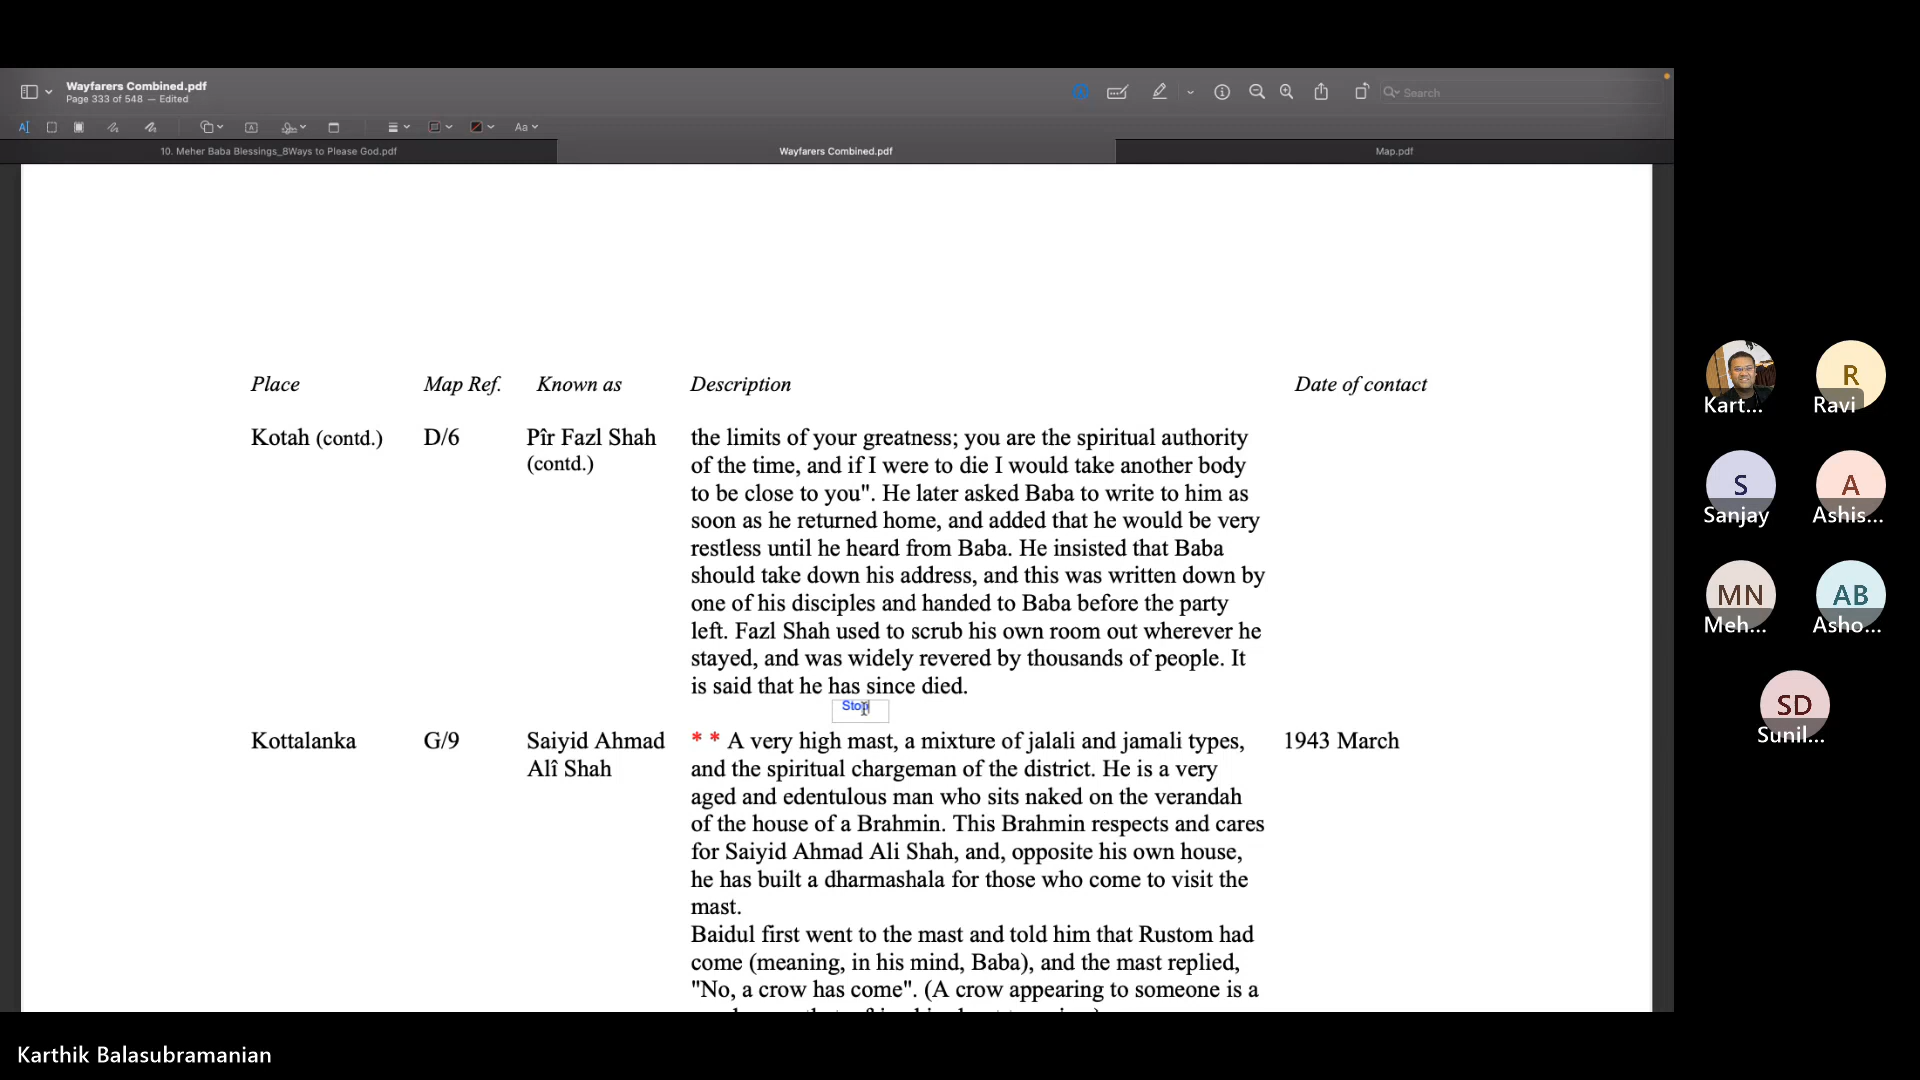 Wayfarers Combined.pdf
Page 333 of 548 — Edited
Search
Aa
10. Meher Baba Blessings_8Ways to Please God.pdf
Wayfarers Combined.pdf
Map.pdf
Place Map Ref. Known as Description Date of contact
Kotah (contd.) D/6 Pîr Fazl Shah the limits of your greatness; you are the spiritual authority
(contd.) of the time, and if I were to die I would take another body
to be close to you". He later asked Baba to write to him as
soon as he returned home, and added that he would be very
restless until he heard from Baba. He insisted that Baba
should take down his address, and this was written down by
one of his disciples and handed to Baba before the party
left. Fazl Shah used to scrub his own room out wherever he
stayed, and was widely revered by thousands of people. It
is said that he has since died.
Stop
Kottalanka G/9 Saiyid Ahmad * * A very high mast, a mixture of jalali and jamali types, 1943 March
Alî Shah and the spiritual chargeman of the district. He is a very
aged and edentulous man who sits naked on the verandah
of the house of a Brahmin. This Brahmin respects and cares
for Saiyid Ahmad Ali Shah, and, opposite his own house,
he has built a dharmashala for those who come to visit the
mast.
Baidul first went to the mast and told him that Rustom had
come (meaning, in his mind, Baba), and the mast replied,
"No, a crow has come". (A crow appearing to someone is a
Kart...
R
Ravi
S
Sanjay
A
Ashis...
MN
Meh...
AB
Asho...
SD
Sunil...
Karthik Balasubramanian